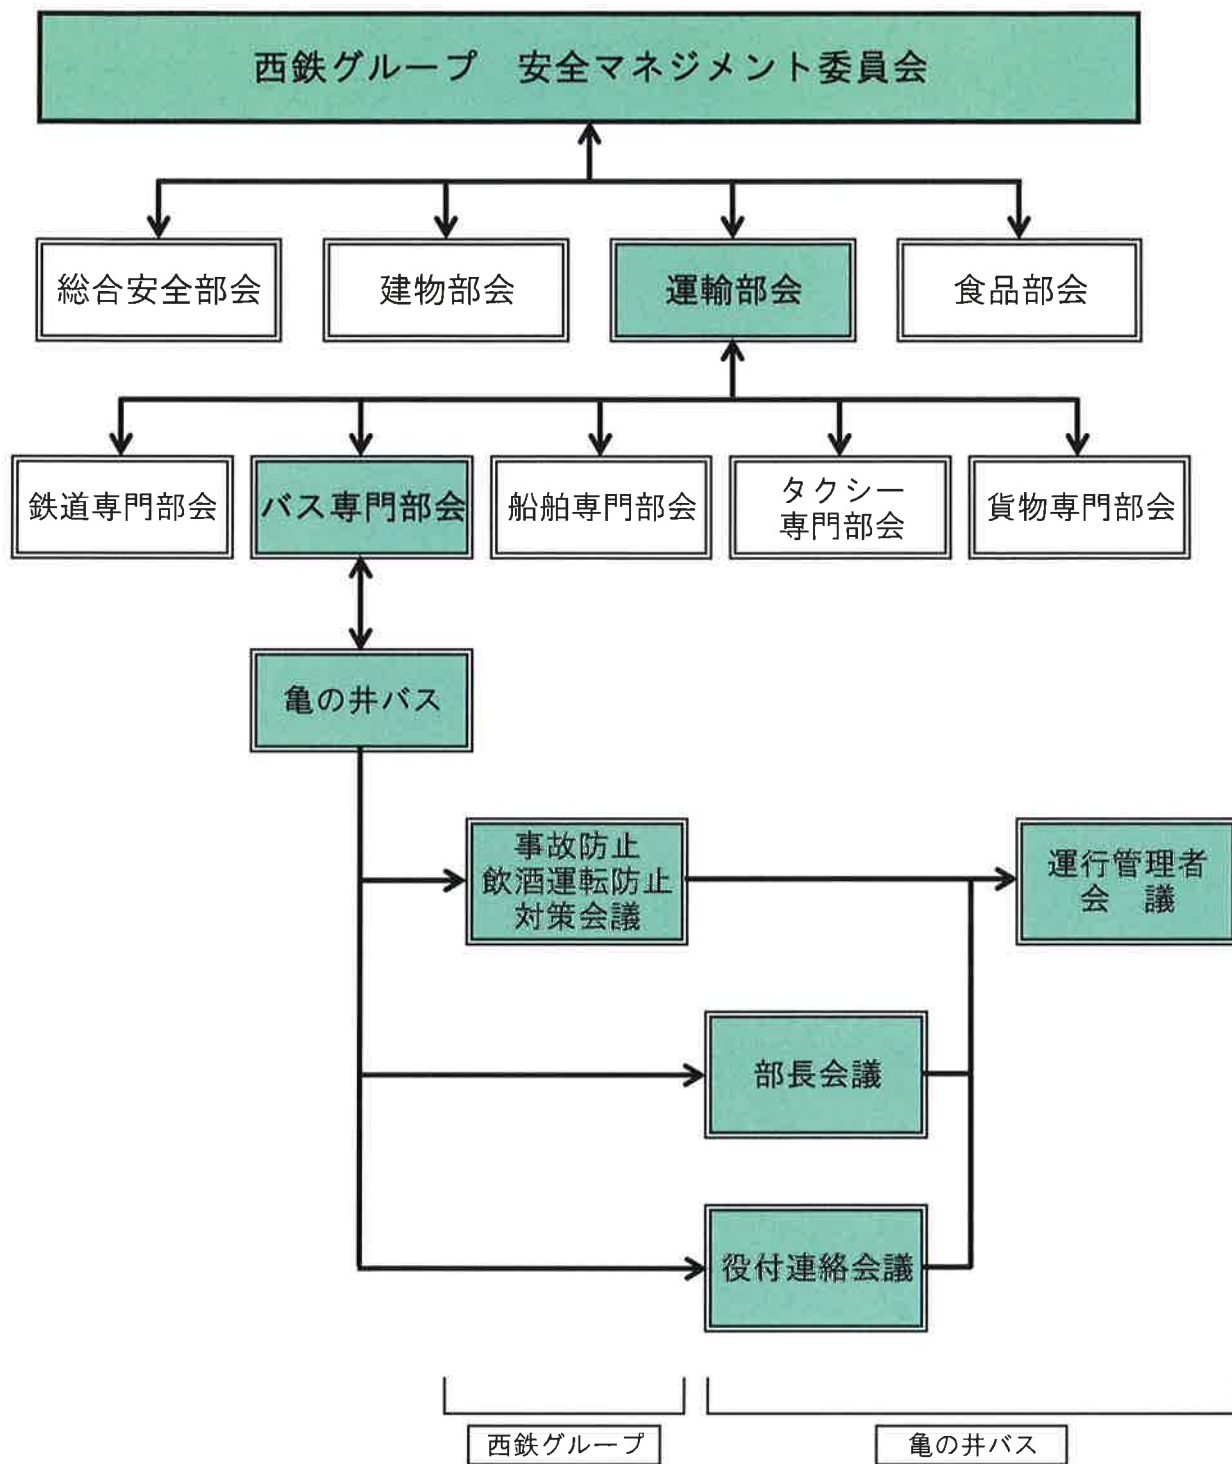 西鉄グループ　安全マネジメント委員会
総合安全部会
建物部会
運輸部会
食品部会
鉄道専門部会
バス専門部会
船舶専門部会
タクシー
専門部会
貨物専門部会
亀の井バス
事故防止
飲酒運転防止
対策会議
運行管理者
会　議
部長会議
役付連絡会議
西鉄グループ
亀の井バス